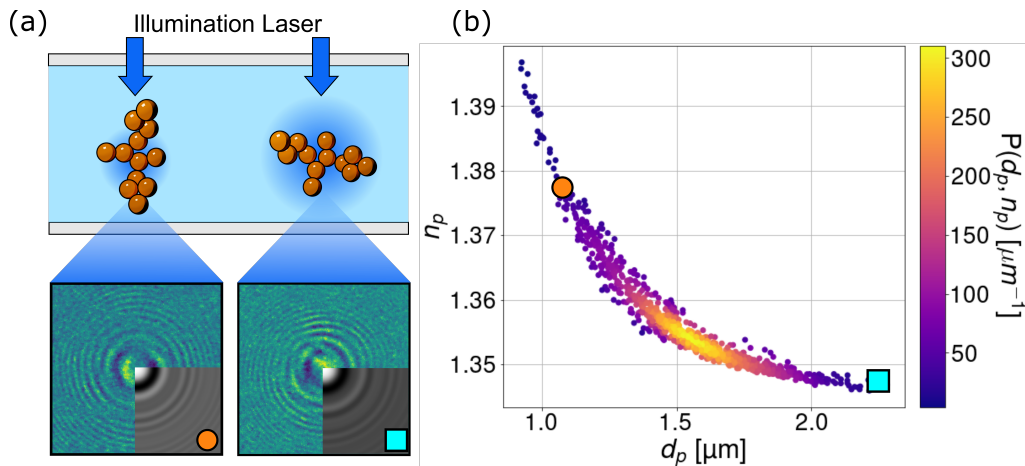 (a)
Illumination Laser
(b)
n_p
1.39
1.38
1.37
1.36
1.35
1.0
1.5
2.0
d_p [μm]
300
250
200
150
100
50
P(d_p, n_p) [μm⁻¹]